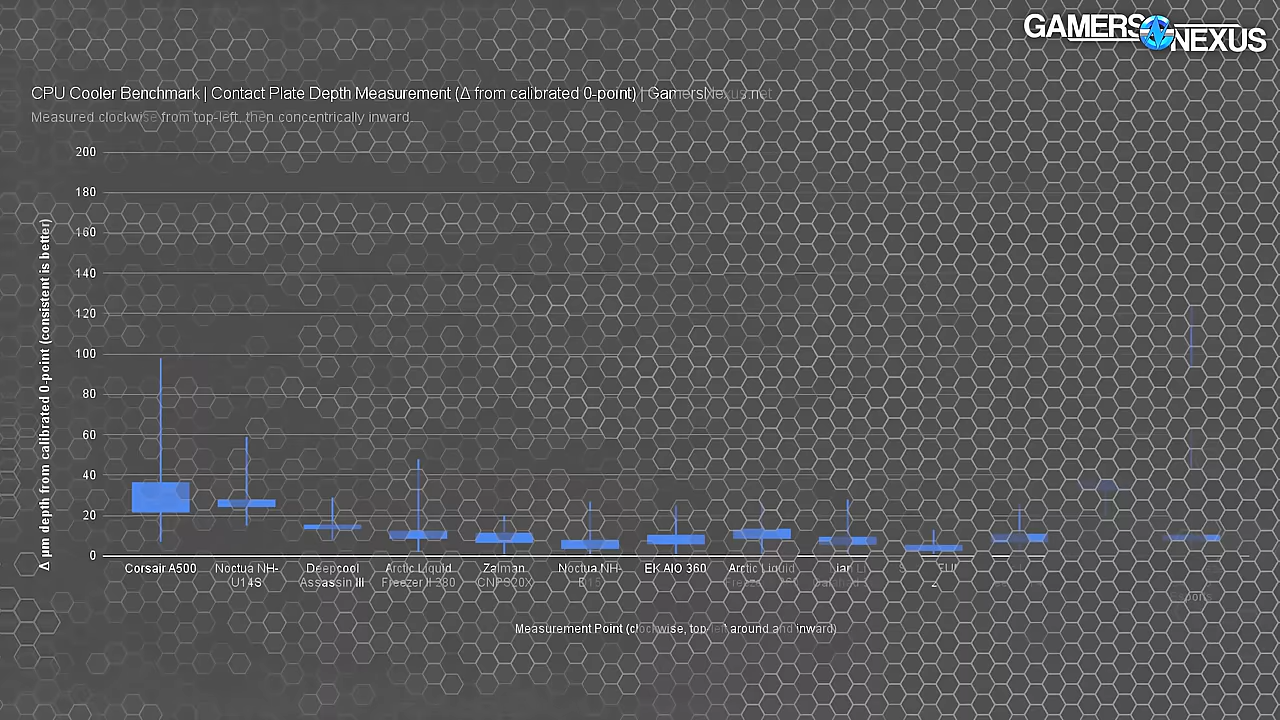 GAMERS NEXUS
CPU Cooler Benchmark | Contact Plate Depth Measurement (Δ from calibrated 0-point) | GamersNexus.net
Measured clockwise from top-left, then concentrically inward
200
180
160
140
120
100
80
60
40
20
0
Δ µm depth from calibrated 0-point (consistent is better)
Corsair A500
Noctua NH-
U14S
Deepcool
Assassin III
Arctic Liquid
Freezer II 280
Zalman
CNPS20X
Noctua NH-
D15
EK AIO 360
Arctic Liquid
2
Measurement Point (clockwise, top-left around and inward)